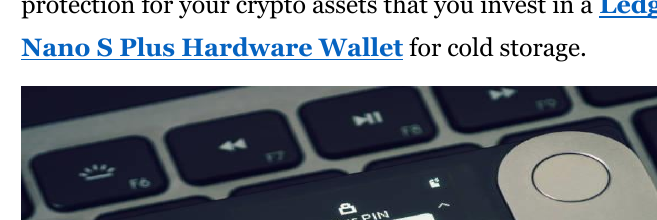 protection for your crypto assets that you invest in a Ledg
Nano S Plus Hardware Wallet for cold storage.
F6
F7
F8
F9
PIN